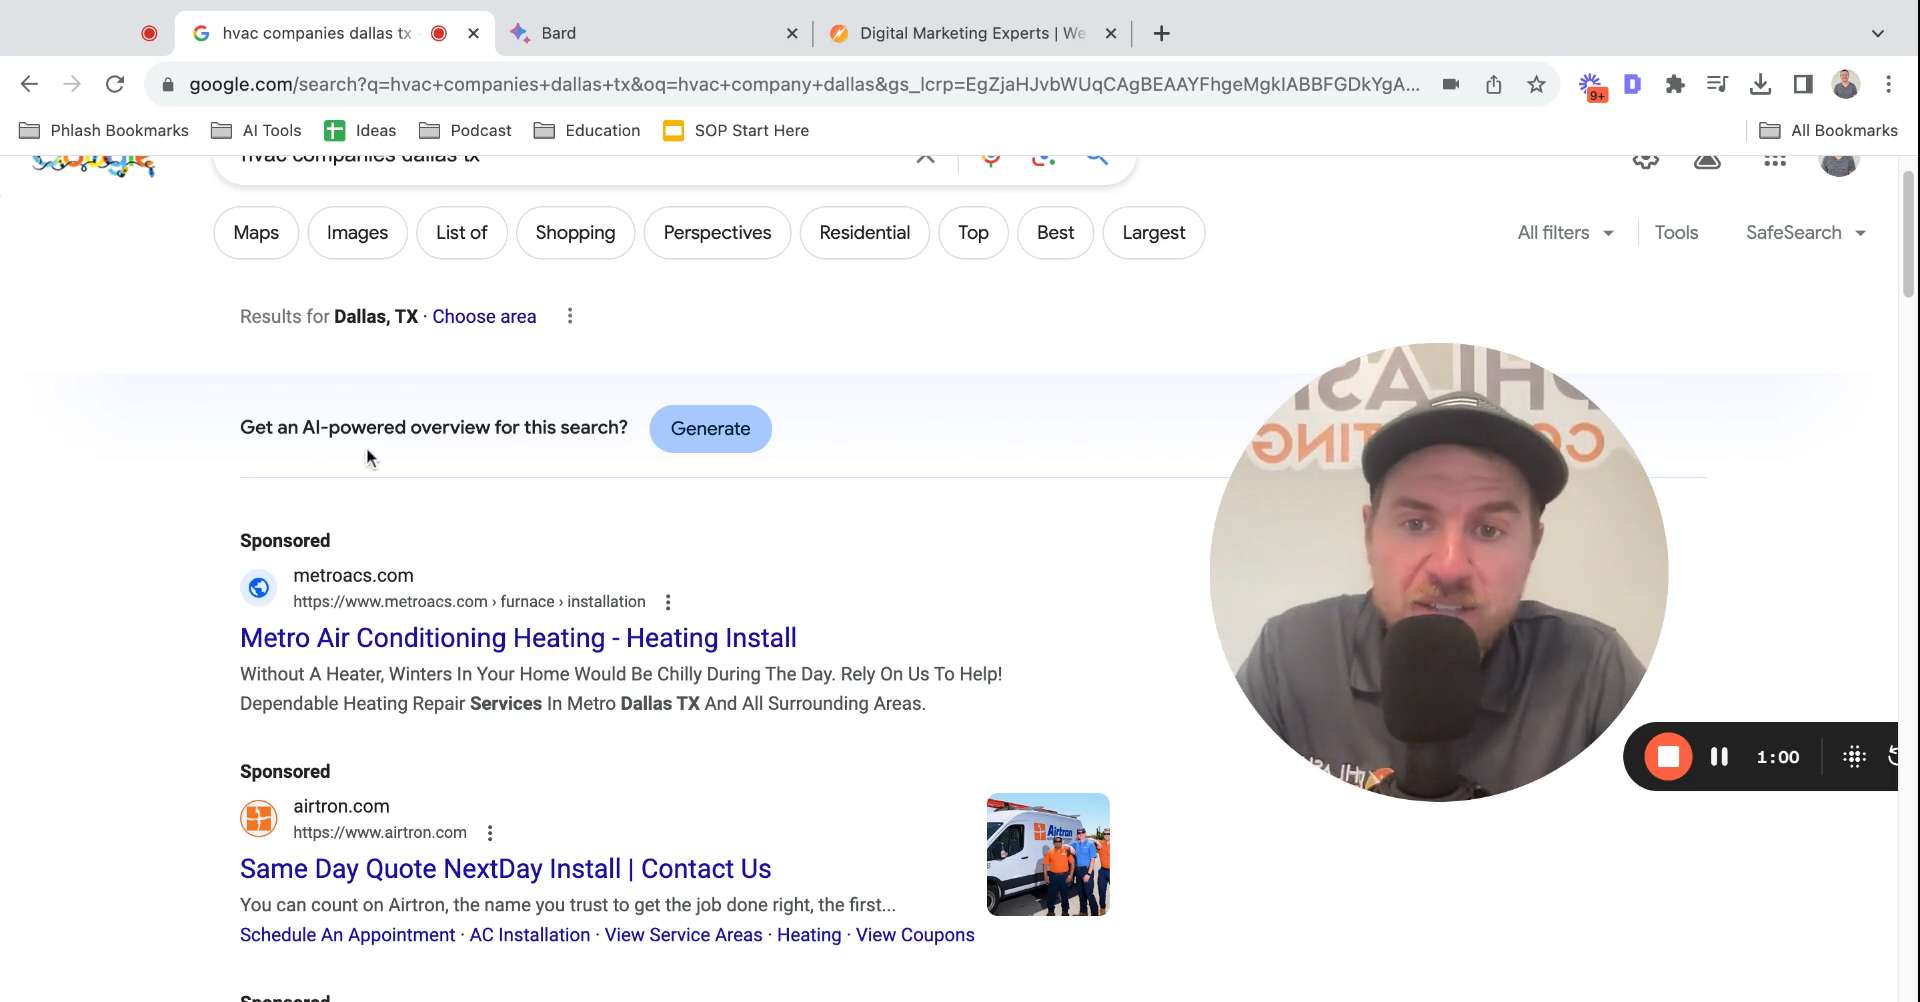 hvac companies dallas tx
Bard
Digital Marketing Experts | We
google.com/search?q=hvac+companies+dallas+tx&oq=hvac+company+dallas&gs_lcrp=EgZjaHJvbWUqCAgBEAAYFhgeMgkIABBFGDkYgA...
9+
Phlash Bookmarks
AI Tools
Ideas
Podcast
Education
SOP Start Here
All Bookmarks
hvac companies dallas tx
Maps
Images
List of
Shopping
Perspectives
Residential
Top
Best
Largest
All filters
Tools
SafeSearch
Results for Dallas, TX · Choose area
Get an AI-powered overview for this search?
Generate
Sponsored
metroacs.com
https://www.metroacs.com › furnace › installation
Metro Air Conditioning Heating - Heating Install
Without A Heater, Winters In Your Home Would Be Chilly During The Day. Rely On Us To Help!
Dependable Heating Repair Services In Metro Dallas TX And All Surrounding Areas.
1:00
Sponsored
airtron.com
https://www.airtron.com
Airtron
Same Day Quote NextDay Install | Contact Us
You can count on Airtron, the name you trust to get the job done right, the first...
Schedule An Appointment · AC Installation · View Service Areas · Heating · View Coupons
Sponsored